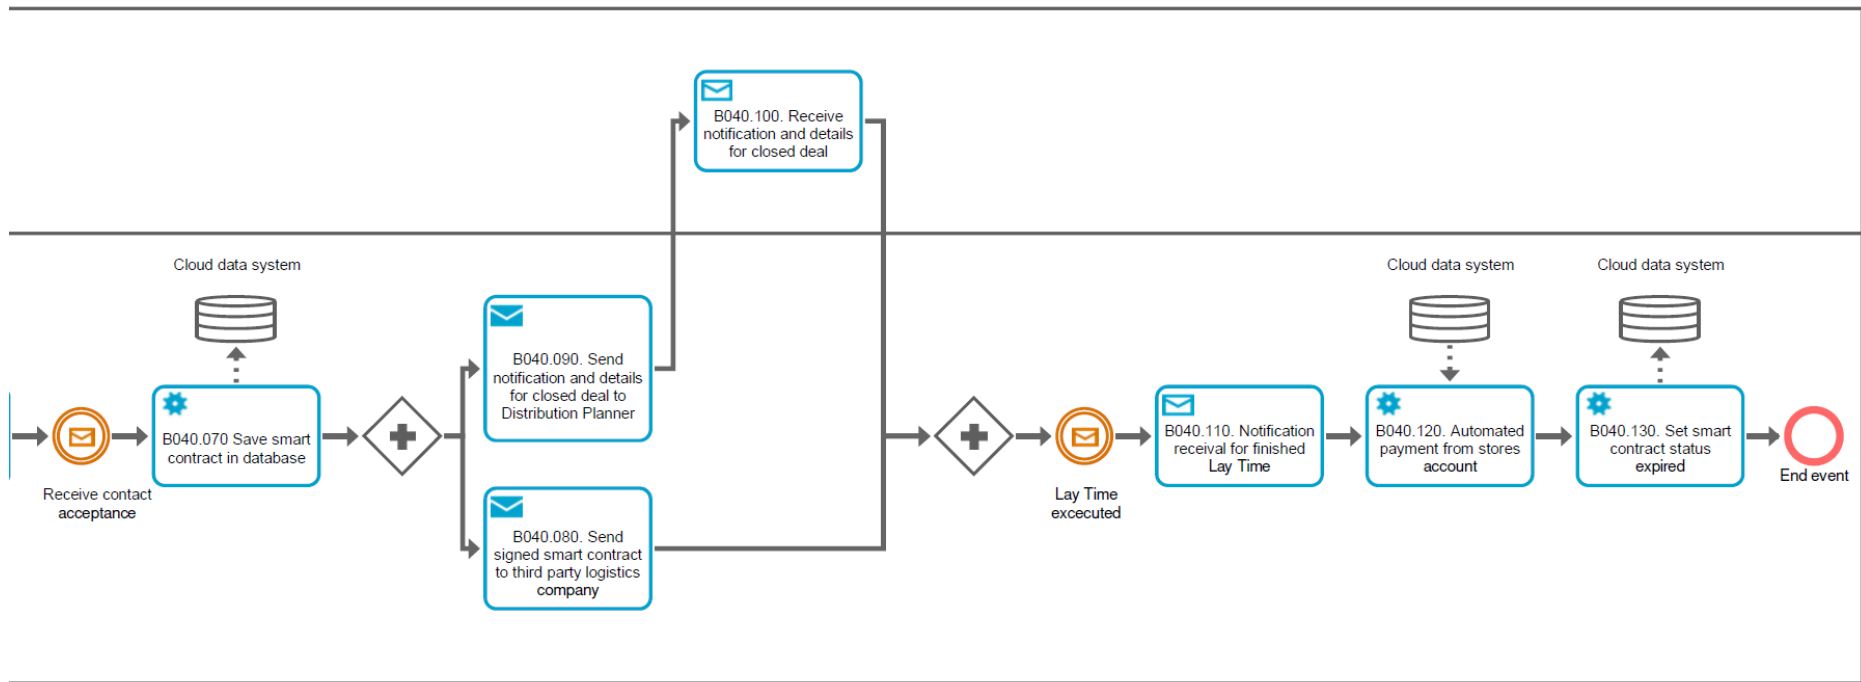 B040.100. Receive
notification and details
for closed deal
Cloud data system
Cloud data system
Cloud data system
B040.090. Send
notification and details
for closed deal to
Distribution Planner
B040.070 Save smart
contract in database
Receive contact
acceptance
B040.080. Send
signed smart contract
to third party logistics
company
Lay Time
excecuted
B040.110. Notification
receival for finished
Lay Time
B040.120. Automated
payment from stores
account
B040.130. Set smart
contract status
expired
End event